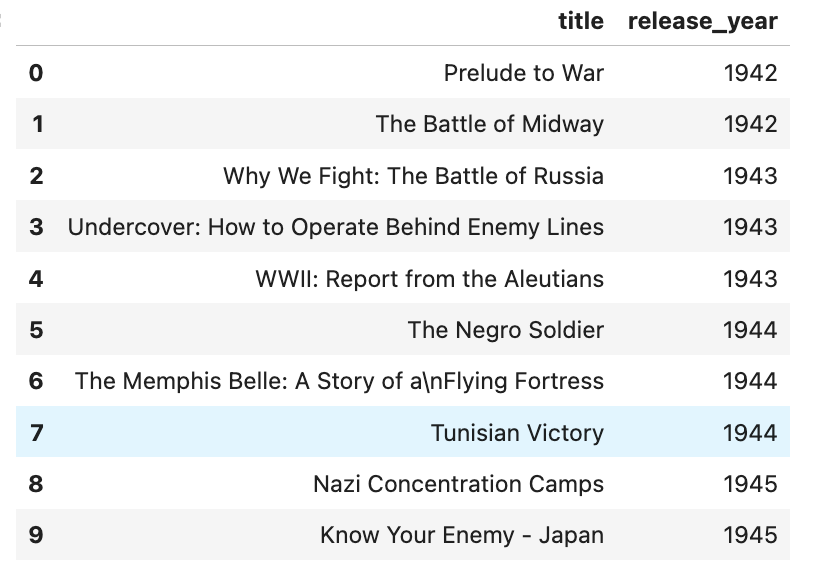 title release_year
0 Prelude to War 1942
1 The Battle of Midway 1942
2 Why We Fight: The Battle of Russia 1943
3 Undercover: How to Operate Behind Enemy Lines 1943
4 WWII: Report from the Aleutians 1943
5 The Negro Soldier 1944
6 The Memphis Belle: A Story of a\nFlying Fortress 1944
7 Tunisian Victory 1944
8 Nazi Concentration Camps 1945
9 Know Your Enemy - Japan 1945